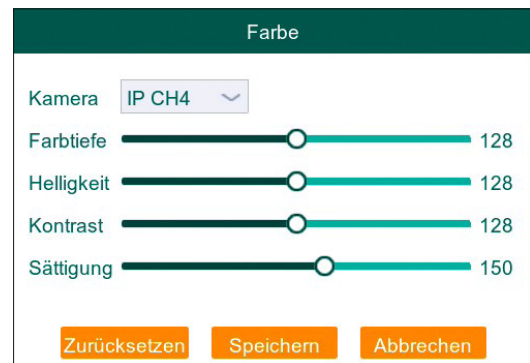 Farbe
Kamera IP CH4
Farbtiefe 128
Helligkeit 128
Kontrast 128
Sättigung 150
Zurücksetzen Speichern Abbrechen